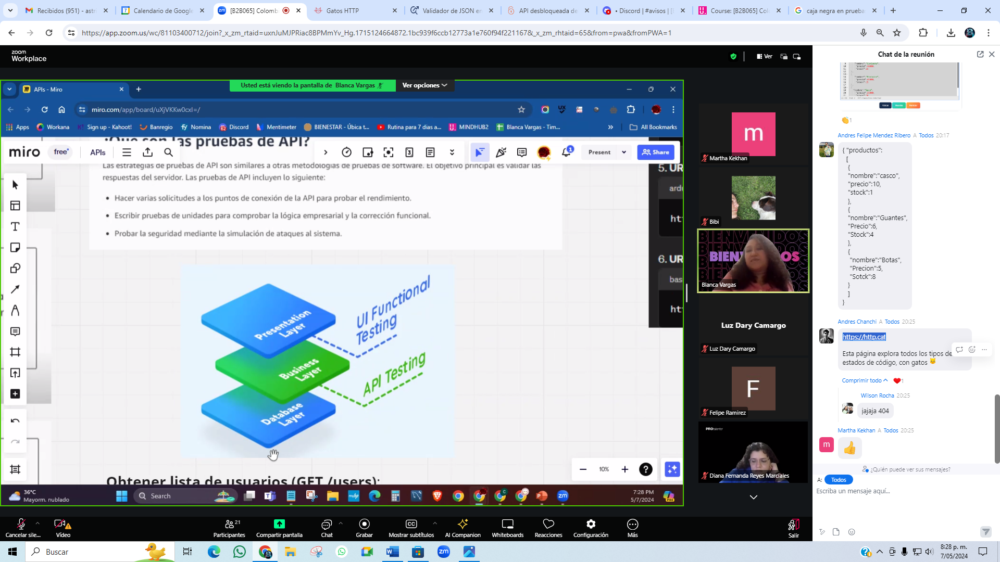 Recibidos (951) - astri
Calendario de Google
[B2B065] Colomb
Gatos HTTP
Validador de JSON en
API desbloqueada de
• Discord | #avisos | [
Course: [B2B065] Col
caja negra en prueba
https://app.zoom.us/wc/81103400712/join?_x_zm_rtaid=uxnJuMJPRiac8BPMmYv_Hg.1715124664872.1bc939f6ccb12773a1e760f94f221167&_x_zm_rhtaid=65&from=pwa&fromPWA=1
zoom
Workplace
Ver
Chat de la reunión
APIs - Miro
Usted está viendo la pantalla de Blanca Vargas
Ver opciones
miro.com/app/board/uXjVKKw0cxI=/
Apps
Workana
Sign up - Kahoot!
Banregio
Nomina
Discord
Mentimeter
BIENESTAR - Úbica t...
Rutina para 7 dias a...
MINDHUB2
Blanca Vargas - Tim...
All Bookmarks
¿Qué son las pruebas de API?
miro
free
APIs
Present
Share
Las estrategias de pruebas de API son similares a otras metodologías de pruebas de software. El objetivo principal es validar las
respuestas del servidor. Las pruebas de API incluyen lo siguiente:
• Hacer varias solicitudes a los puntos de conexión de la API para probar el rendimiento.
• Escribir pruebas de unidades para comprobar la lógica empresarial y la corrección funcional.
• Probar la seguridad mediante la simulación de ataques al sistema.
5. UR
ardu
ht
6. UR
bas
ht
Presentation
Layer
UI Functional
Testing
Business
Layer
API Testing
Database
Layer
Obtener lista de usuarios (GET /users):
10%
36°C
Mayorm. nublado
Search
7:28 PM
5/7/2024
m
Martha Kekhan
Bibi
BIENVENIDOS
Blanca Vargas
Luz Dary Camargo
Luz Dary Camargo
F
Felipe Ramirez
PROtalento
Diana Fernanda Reyes Marciales
1
Andres Felipe Mendez Ribero A Todos 20:17
{ "productos":
[
{
"nombre":"casco",
"precio":10,
"stock":1
},
{
"nombre":"Guantes",
"Precio":6,
"Stock":4
},
{
"nombre":"Botas",
"Precion":5,
"Sotck":8
}
]
}
Andres Chanchi A Todos 20:25
https://http.cat
Esta página explora todos los tipos de
estados de código, con gatos
Comprimir todo
1
Wilson Rocha 20:25
jajaja 404
Martha Kekhan A Todos 20:25
m
¿Quién puede ver sus mensajes?
A: Todos
Escriba un mensaje aquí...
Cancelar sile...
Vídeo
21
Participantes
Compartir pantalla
Chat
Grabar
Mostrar subtítulos
AI Companion
Whiteboards
Reacciones
Configuración
Más
Salir
Buscar
8:28 p. m.
7/05/2024